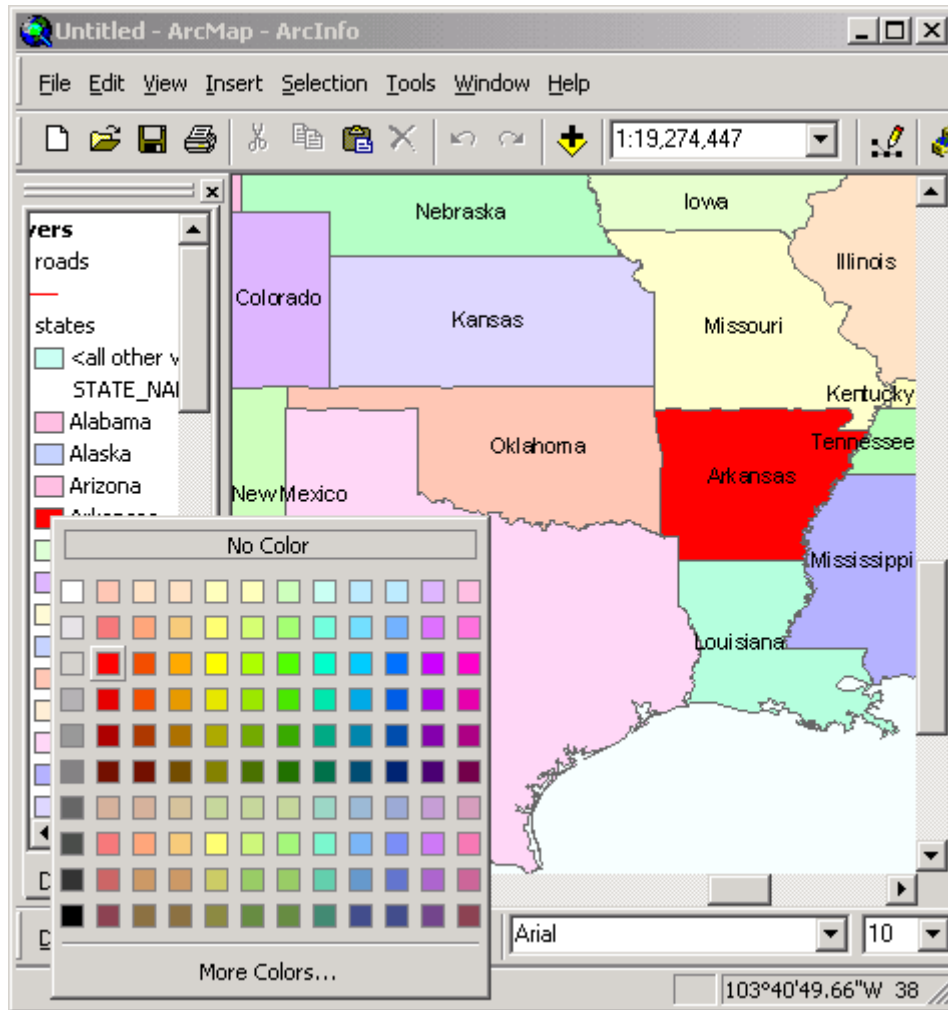 Untitled - ArcMap - ArcInfo
File Edit View Insert Selection Tools Window Help
1:19,274,447
yers
roads
states
<all other v
STATE_NAI
Alabama
Alaska
Arizona
Nebraska
Iowa
Illinois
Colorado
Kansas
Missouri
Kentucky
Oklahoma
Tennessee
Arkansas
New Mexico
Mississippi
Louisiana
No Color
More Colors...
D
D
Arial
10
103°40'49.66"W 38